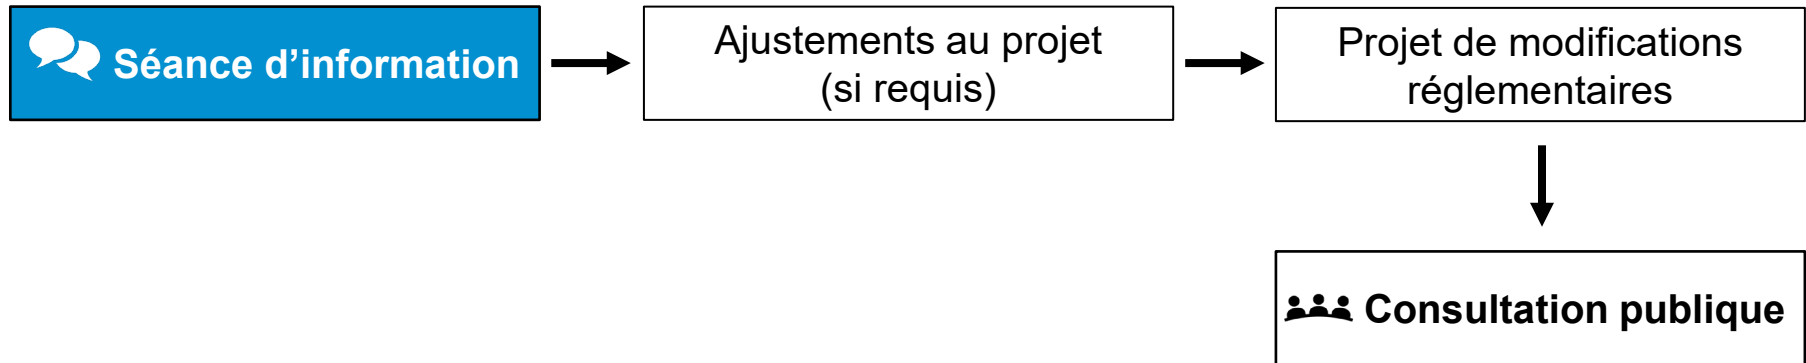 Séance d’information
Ajustements au projet
(si requis)
Projet de modifications
réglementaires
Consultation publique